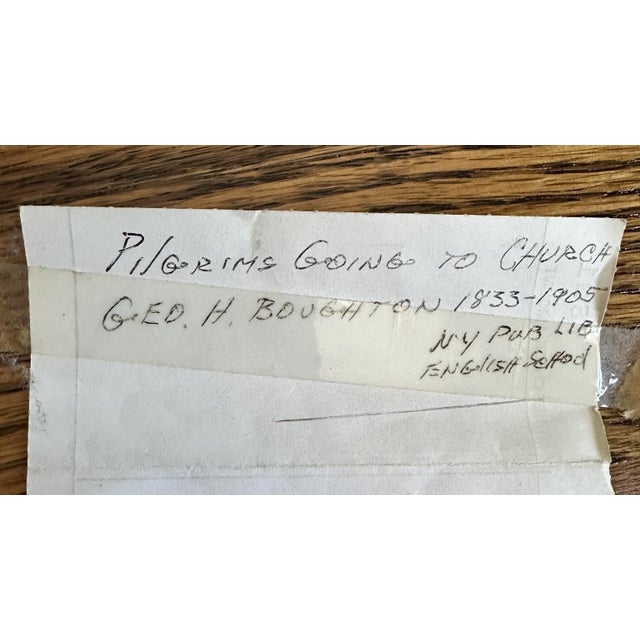 PILGRIMS GOING TO CHURCH
GEO. H. BOUGHTON 1833-1905
NY PUB LIB
ENGLISH SCHOOL